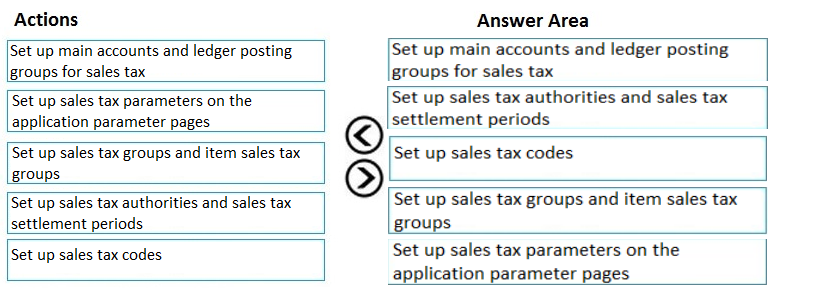 Actions
Set up main accounts and ledger posting
groups for sales tax
Set up sales tax parameters on the
application parameter pages
Set up sales tax groups and item sales tax
groups
Set up sales tax authorities and sales tax
settlement periods
Set up sales tax codes
Answer Area
Set up main accounts and ledger posting
groups for sales tax
Set up sales tax authorities and sales tax
settlement periods
Set up sales tax codes
Set up sales tax groups and item sales tax
groups
Set up sales tax parameters on the
application parameter pages